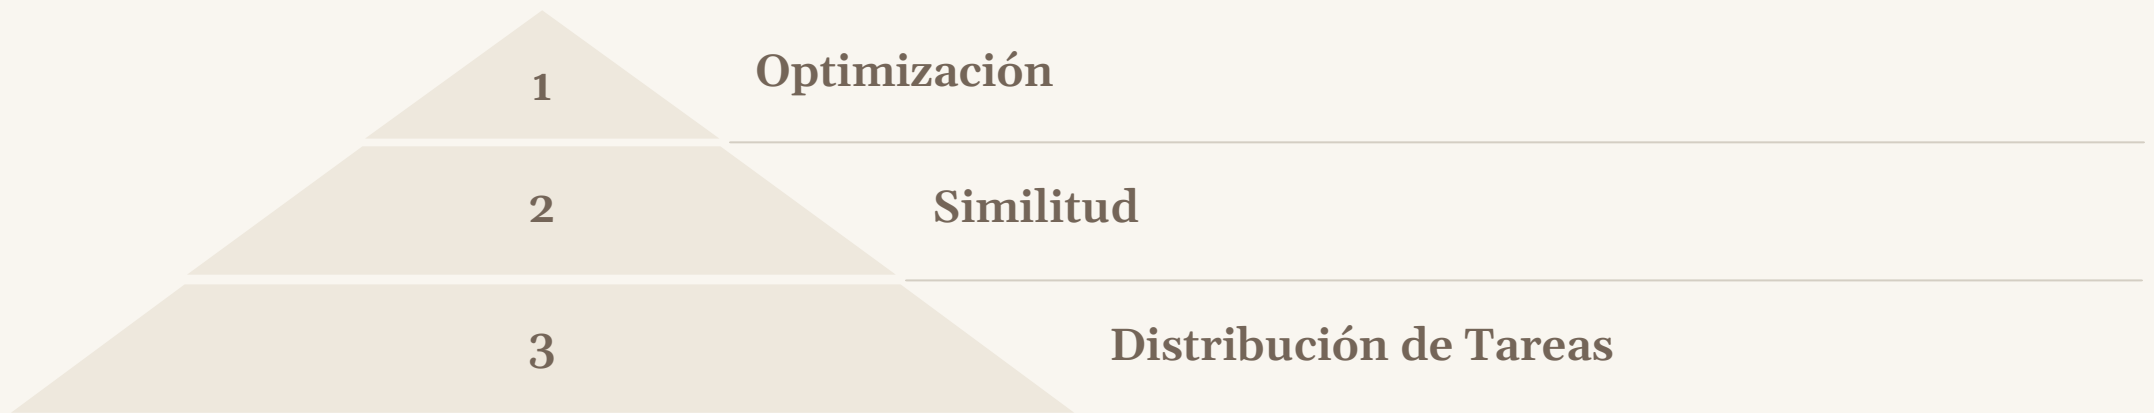 1
Optimización
2
Similitud
3
Distribución de Tareas